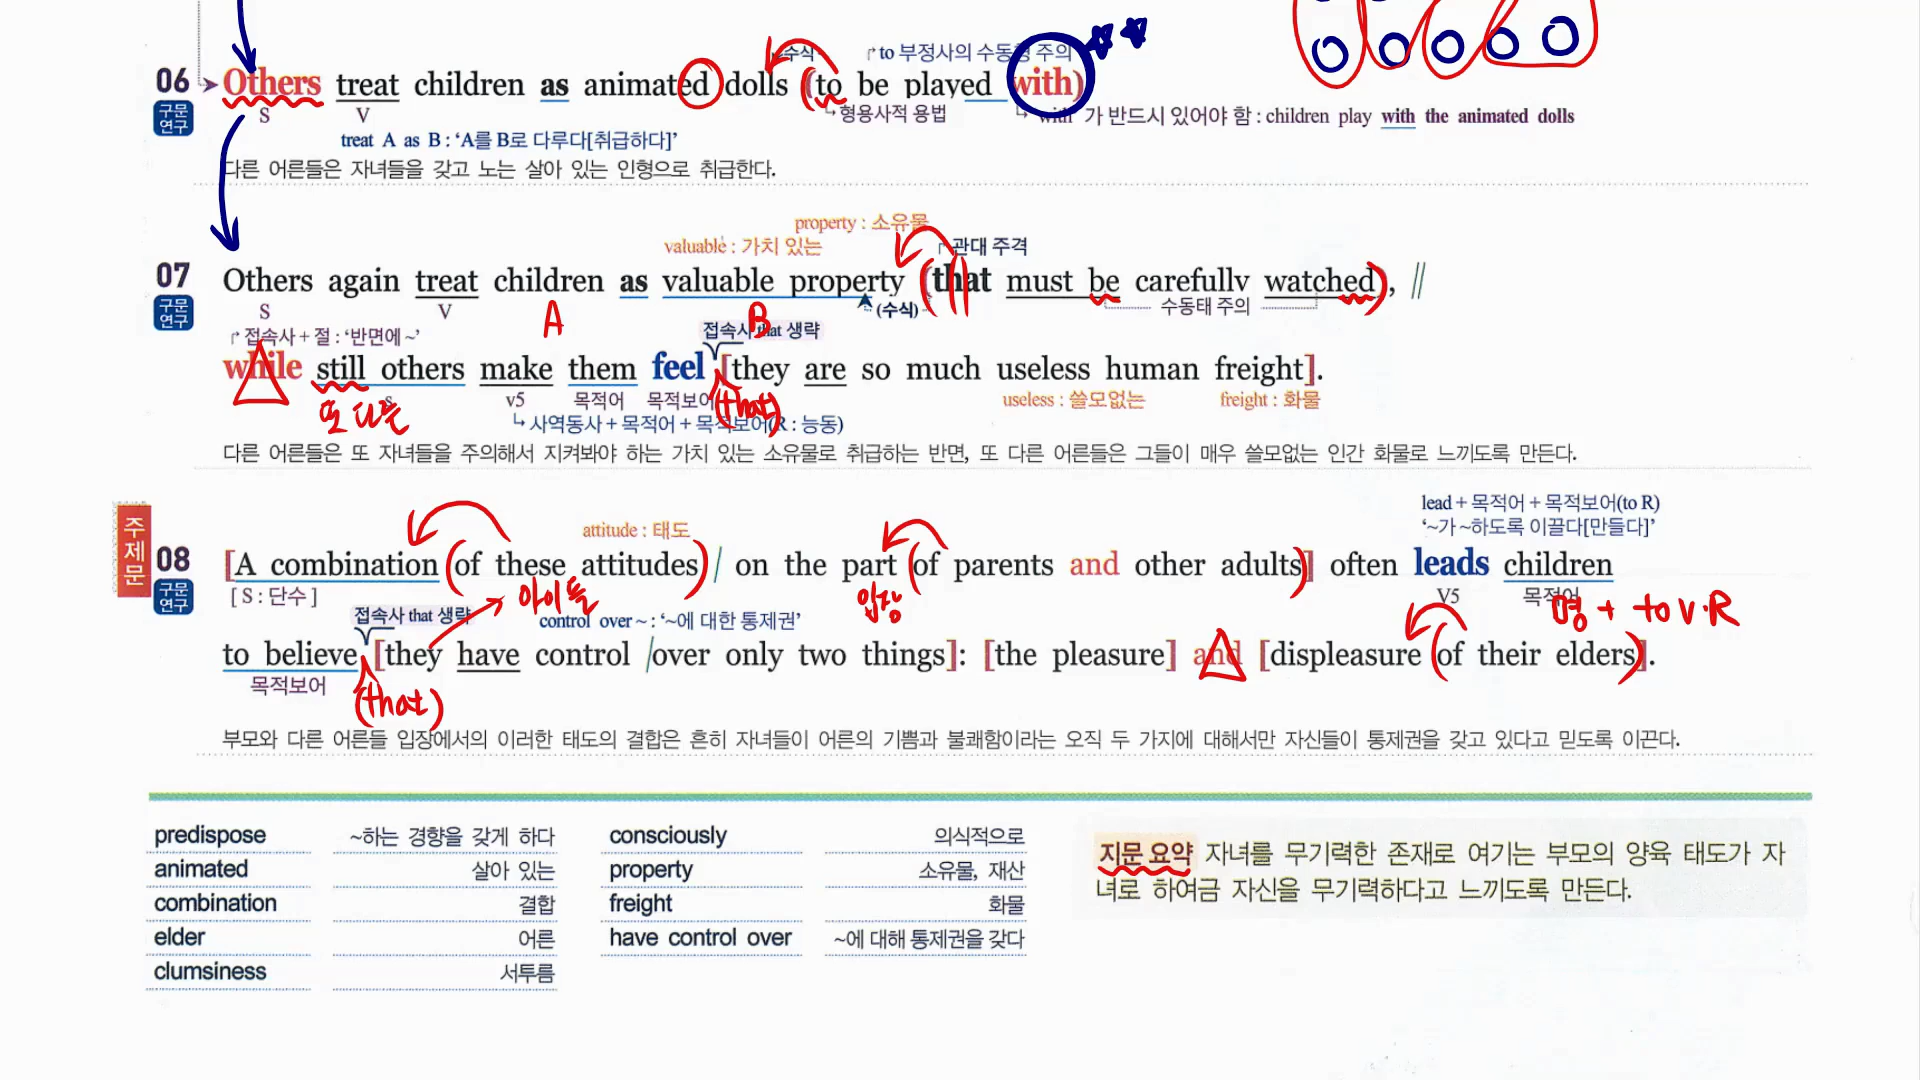 수식 to 부정사의 수동형 주의
06 Others treat children as animated dolls (to be played with)
구문연구 S V 형용사적 용법 with 가 반드시 있어야 함 : children play with the animated dolls
treat A as B : ‘A를 B로 다루다[취급하다]’
다른 어른들은 자녀들을 갖고 노는 살아 있는 인형으로 취급한다.
property : 소유물
valuable : 가치 있는 관대 주격
07 Others again treat children as valuable property (that must be carefully watched),
구문연구 S V A B (수식) 수동태 주의
접속사 + 절 : ‘반면에 ~’ 접속사 that 생략
while still others make them feel [they are so much useless human freight].
또 다른 s v5 목적어 목적보어 (that) useless : 쓸모없는 freight : 화물
사역동사 + 목적어 + 목적보어(R : 능동)
다른 어른들은 또 자녀들을 주의해서 지켜봐야 하는 가치 있는 소유물로 취급하는 반면, 또 다른 어른들은 그들이 매우 쓸모없는 인간 화물로 느끼도록 만든다.
주제문
lead + 목적어 + 목적보어(to R)
attitude : 태도 ‘~가 ~하도록 이끌다[만들다]’
08 [A combination (of these attitudes) / on the part (of parents and other adults)] often leads children
구문연구 [ S : 단수 ] 아이들 입장 V5 목적어 명 + to V.R
접속사 that 생략 control over ~ : ‘~에 대한 통제권’
to believe [they have control /over only two things]: [the pleasure] and [displeasure (of their elders)].
목적보어 (that)
부모와 다른 어른들 입장에서의 이러한 태도의 결합은 흔히 자녀들이 어른의 기쁨과 불쾌함이라는 오직 두 가지에 대해서만 자신들이 통제권을 갖고 있다고 믿도록 이끈다.
predispose ~하는 경향을 갖게 하다 consciously 의식적으로
animated 살아 있는 property 소유물, 재산
combination 결합 freight 화물
elder 어른 have control over ~에 대해 통제권을 갖다
clumsiness 서투름
지문 요약 자녀를 무기력한 존재로 여기는 부모의 양육 태도가 자
녀로 하여금 자신을 무기력하다고 느끼도록 만든다.